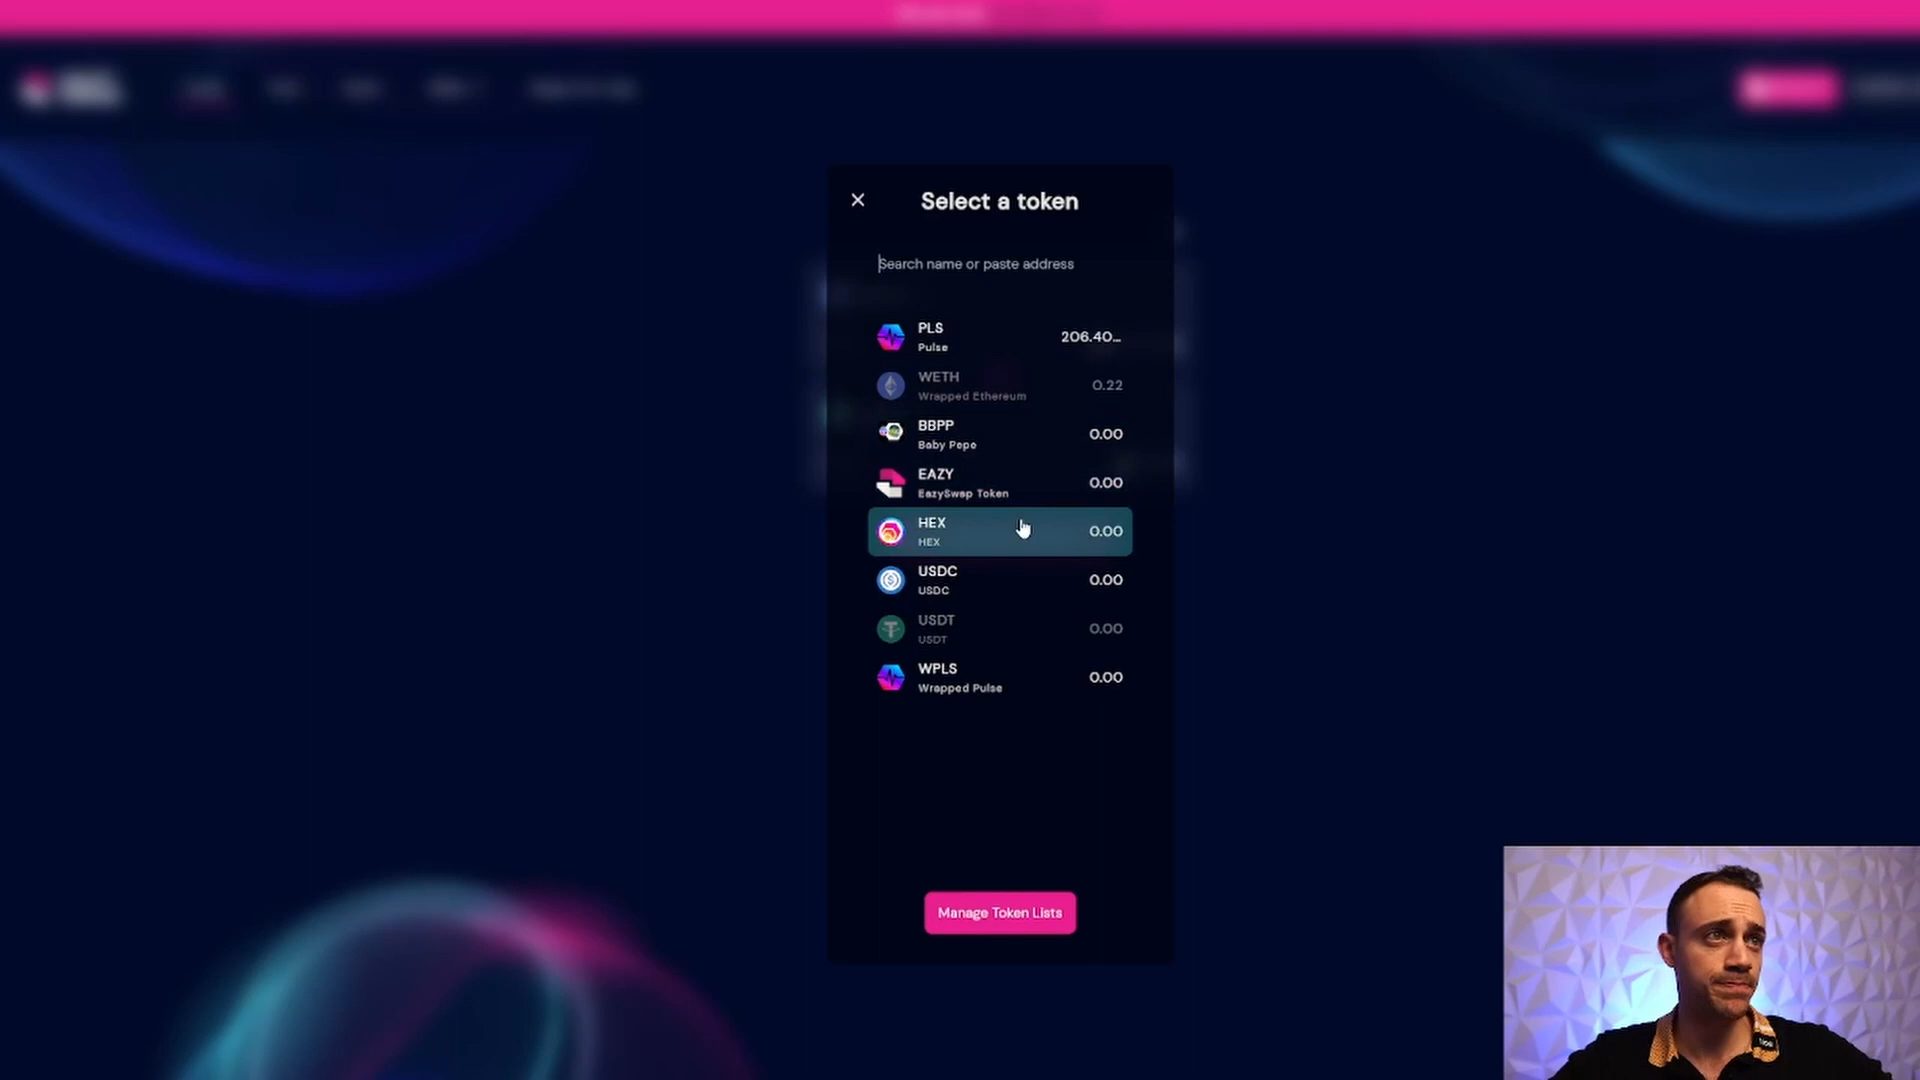 Select a token
Search name or paste address
PLS
Pulse
206.40...
WETH
Wrapped Ethereum
0.22
BBPP
Baby Pepo
0.00
EAZY
EazySwap Token
0.00
HEX
HEX
0.00
USDC
USDC
0.00
USDT
USDT
0.00
WPLS
Wrapped Pulse
0.00
Manage Token Lists